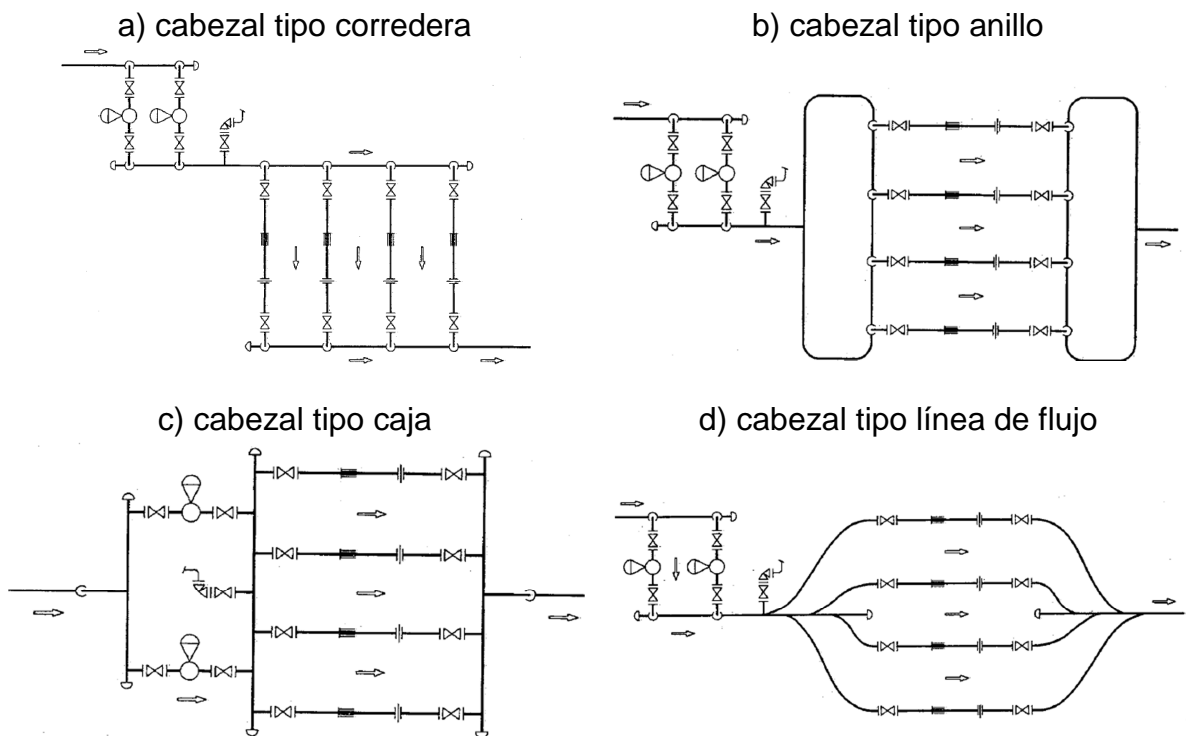 a) cabezal tipo corredera
b) cabezal tipo anillo
c) cabezal tipo caja
d) cabezal tipo línea de flujo